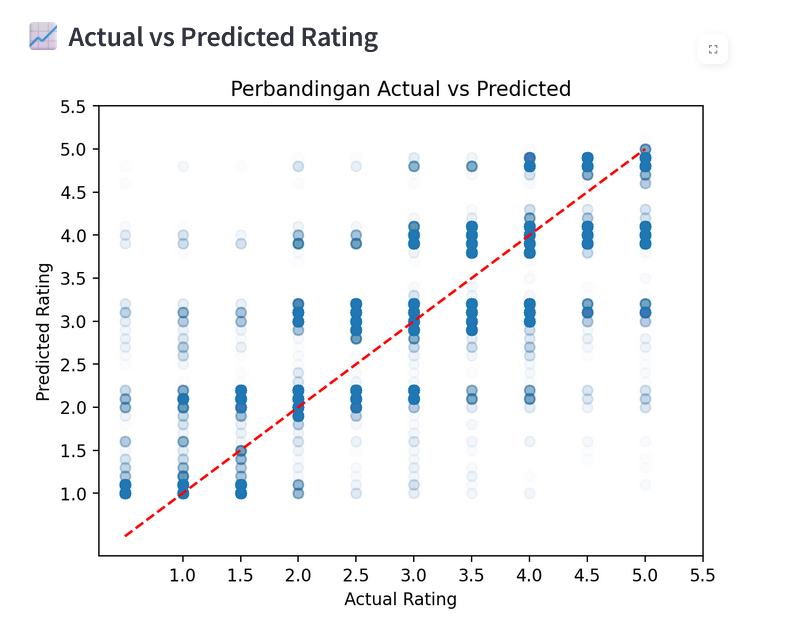 Actual vs Predicted Rating
Perbandingan Actual vs Predicted
5.5
5.0
4.5
4.0
3.5
3.0
2.5
2.0
1.5
1.0
Predicted Rating
1.0 1.5 2.0 2.5 3.0 3.5 4.0 4.5 5.0 5.5
Actual Rating